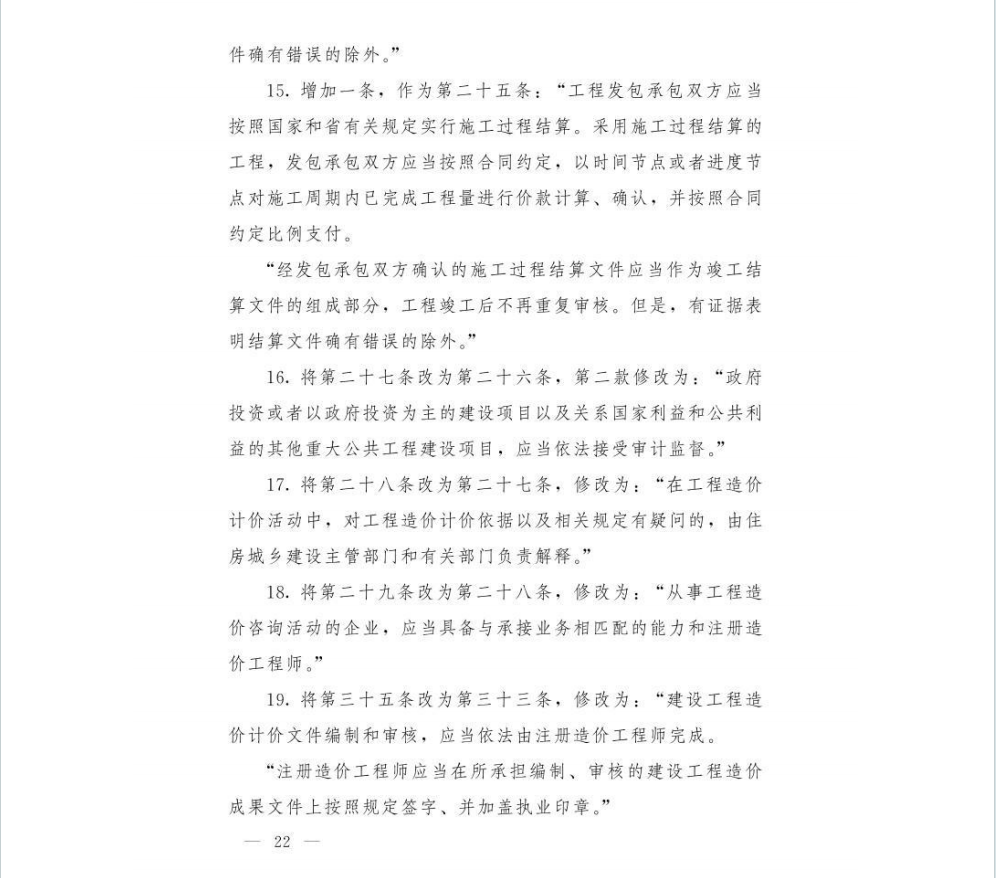 件确有错误的除外。”
15. 增加一条，作为第二十五条：“工程发包承包双方应当
按照国家和省有关规定实行施工过程结算。采用施工过程结算的
工程，发包承包双方应当按照合同约定，以时间节点或者进度节
点对施工周期内已完成工程量进行价款计算、确认，并按照合同
约定比例支付。
“经发包承包双方确认的施工过程结算文件应当作为竣工结
算文件的组成部分，工程竣工后不再重复审核。但是，有证据表
明结算文件确有错误的除外。”
16. 将第二十七条改为第二十六条，第二款修改为：“政府
投资或者以政府投资为主的建设项目以及关系国家利益和公共利
益的其他重大公共工程建设项目，应当依法接受审计监督。”
17. 将第二十八条改为第二十七条，修改为：“在工程造价
计价活动中，对工程造价计价依据以及相关规定有疑问的，由住
房城乡建设主管部门和有关部门负责解释。”
18. 将第二十九条改为第二十八条，修改为：“从事工程造
价咨询活动的企业，应当具备与承接业务相匹配的能力和注册造
价工程师。”
19. 将第三十五条改为第三十三条，修改为：“建设工程造
价计价文件编制和审核，应当依法由注册造价工程师完成。
“注册造价工程师应当在所承担编制、审核的建设工程造价
成果文件上按照规定签字、并加盖执业印章。”
— 22 —